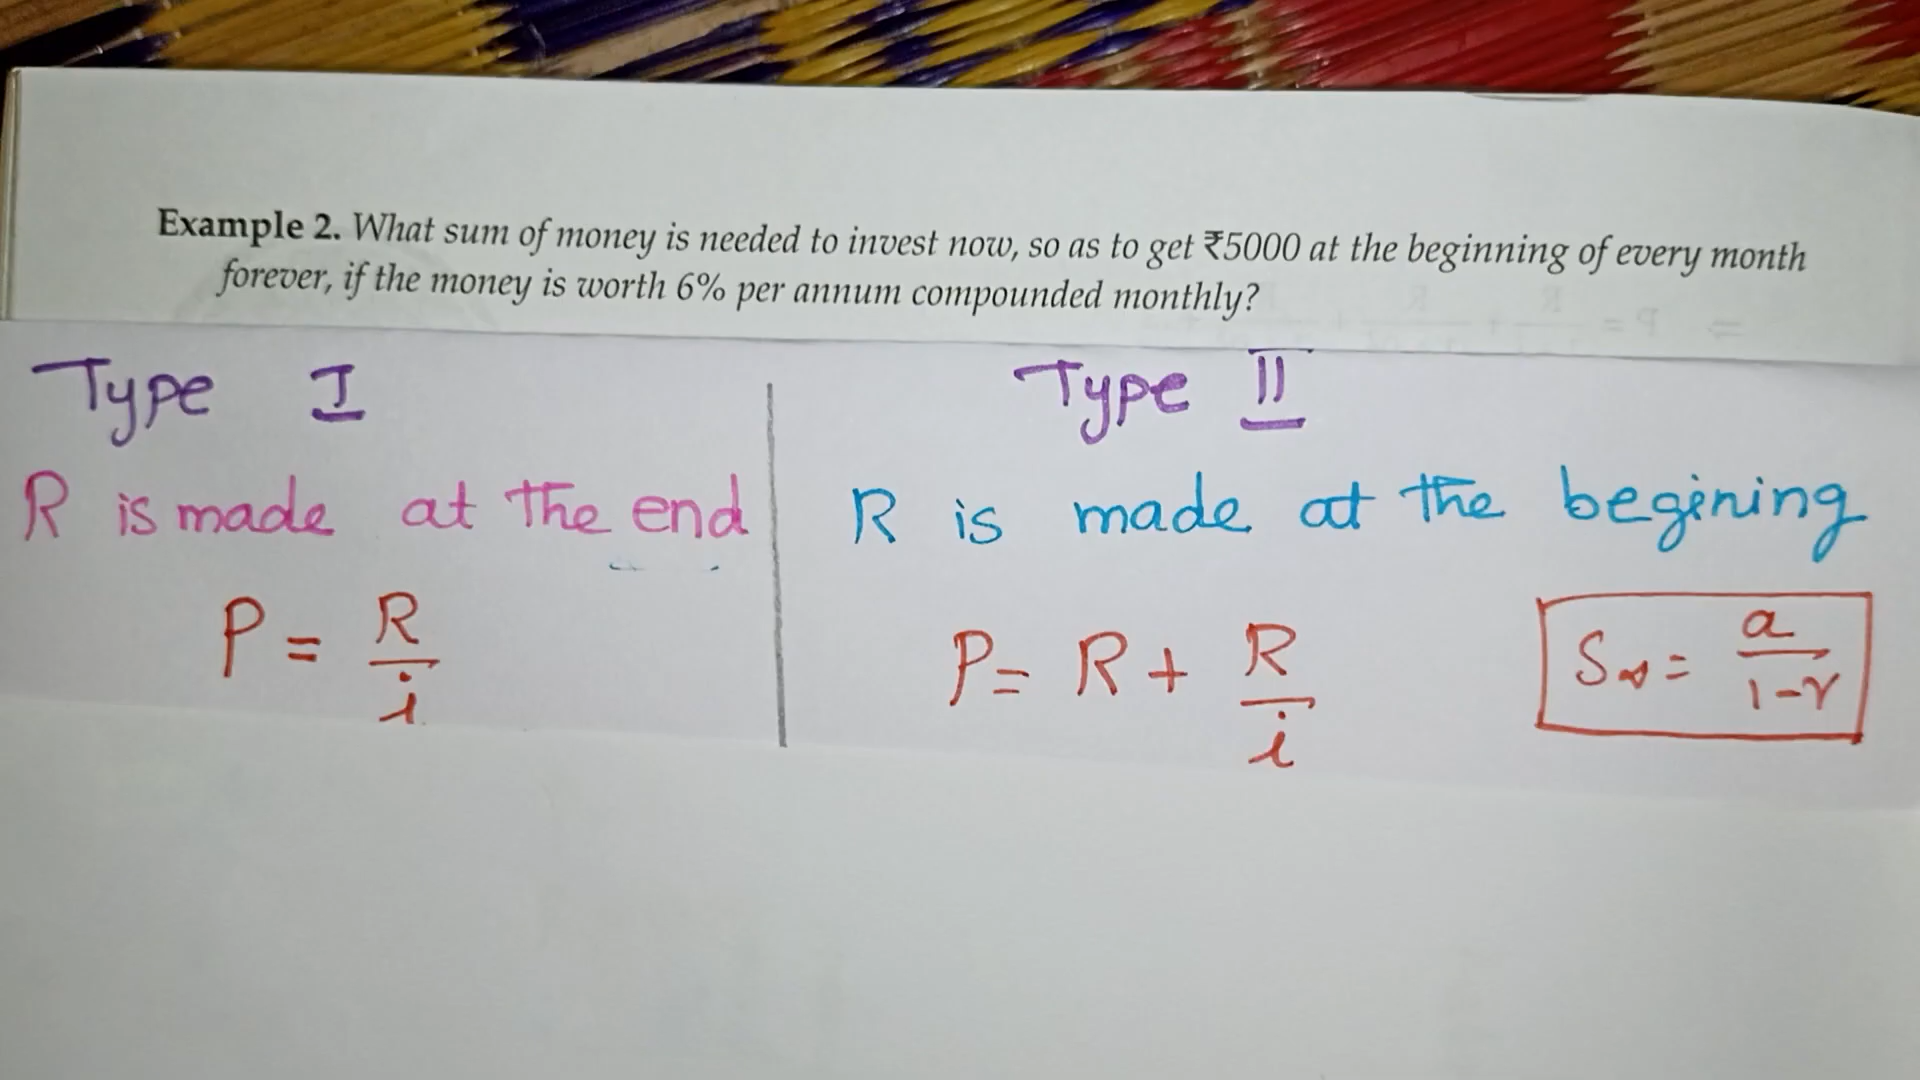 Example 2. What sum of money is needed to invest now, so as to get ₹5000 at the beginning of every month
forever, if the money is worth 6% per annum compounded monthly?
Type I
R is made at the end
P = R/i
Type II
R is made at the begining
P = R + R/i
S∞ = a/1-r